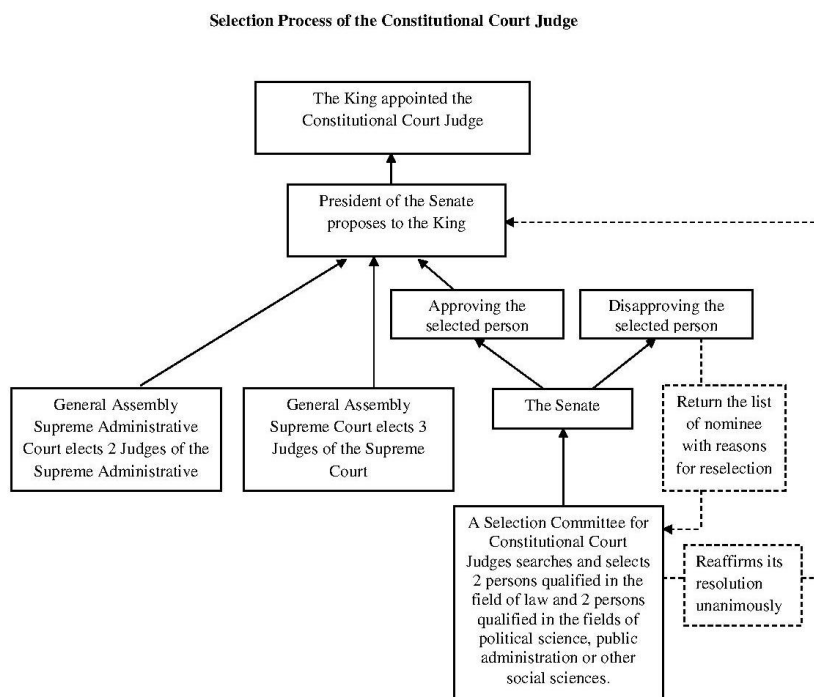 Selection Process of the Constitutional Court Judge
The King appointed the
Constitutional Court Judge
President of the Senate
proposes to the King
Approving the
selected person
Disapproving the
selected person
General Assembly
Supreme Administrative
Court elects 2 Judges of the
Supreme Administrative
General Assembly
Supreme Court elects 3
Judges of the Supreme
Court
The Senate
Return the list
of nominee
with reasons
for reselection
A Selection Committee for
Constitutional Court
Judges searches and selects
2 persons qualified in the
field of law and 2 persons
qualified in the fields of
political science, public
administration or other
social sciences.
Reaffirms its
resolution
unanimously